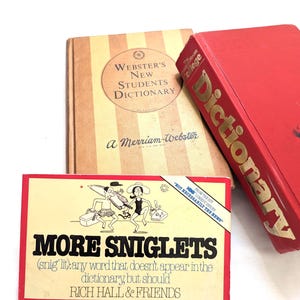 WEBSTER'S
NEW
STUDENTS
DICTIONARY
A Merriam-Webster
Dictionary
MORE SNIGLETS
(snig'lit): any word that doesn't appear in the
dictionary, but should
RICH HALL & FRIENDS